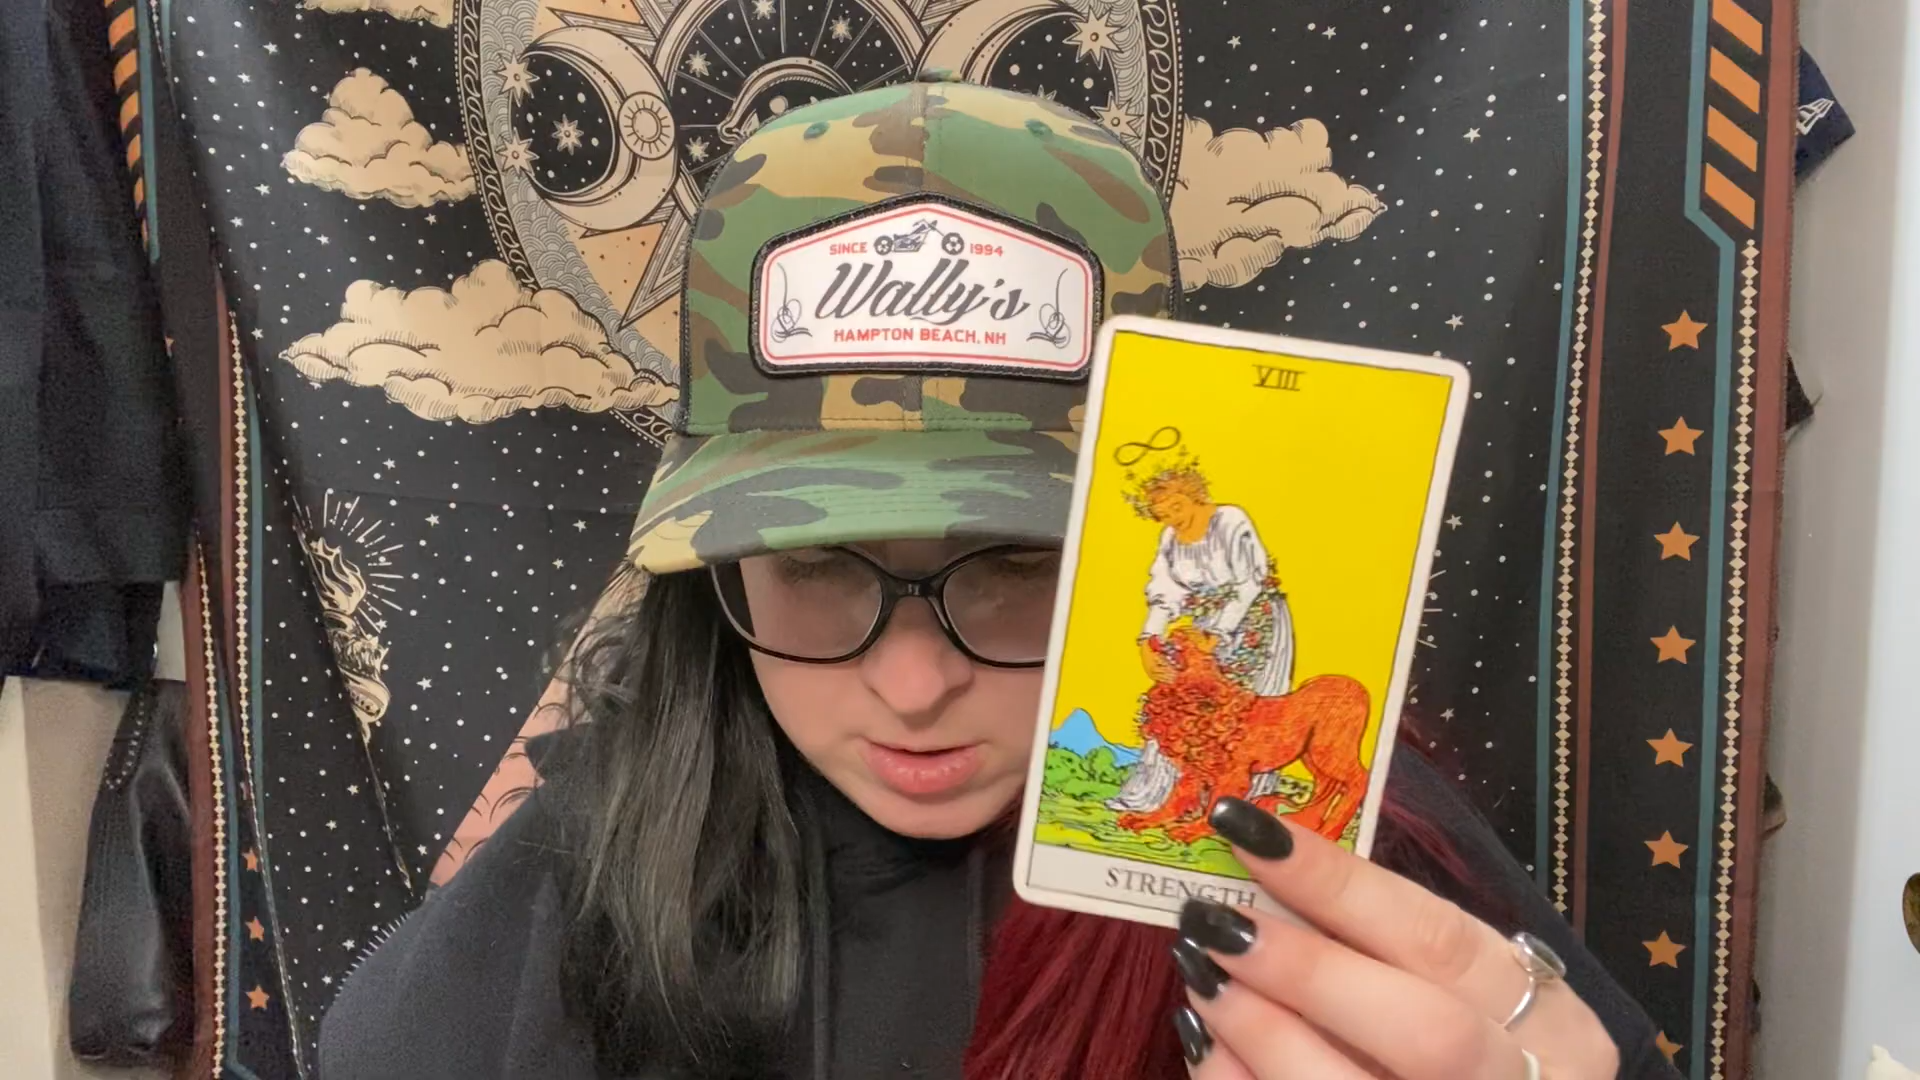 SINCE 1994
Wally's
HAMPTON BEACH, NH
VIII
STRENGTH